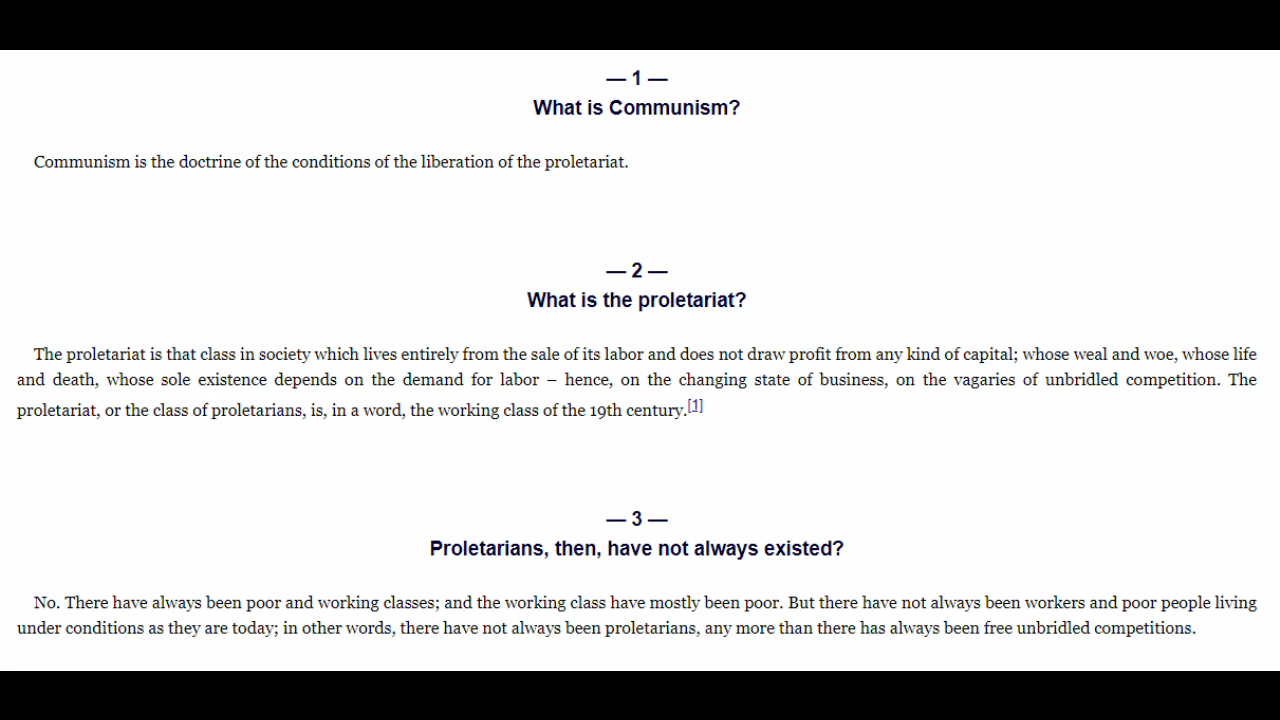 — 1 —
What is Communism?
Communism is the doctrine of the conditions of the liberation of the proletariat.
— 2 —
What is the proletariat?
The proletariat is that class in society which lives entirely from the sale of its labor and does not draw profit from any kind of capital; whose weal and woe, whose life
and death, whose sole existence depends on the demand for labor – hence, on the changing state of business, on the vagaries of unbridled competition. The
proletariat, or the class of proletarians, is, in a word, the working class of the 19th century.[1]
— 3 —
Proletarians, then, have not always existed?
No. There have always been poor and working classes; and the working class have mostly been poor. But there have not always been workers and poor people living
under conditions as they are today; in other words, there have not always been proletarians, any more than there has always been free unbridled competitions.